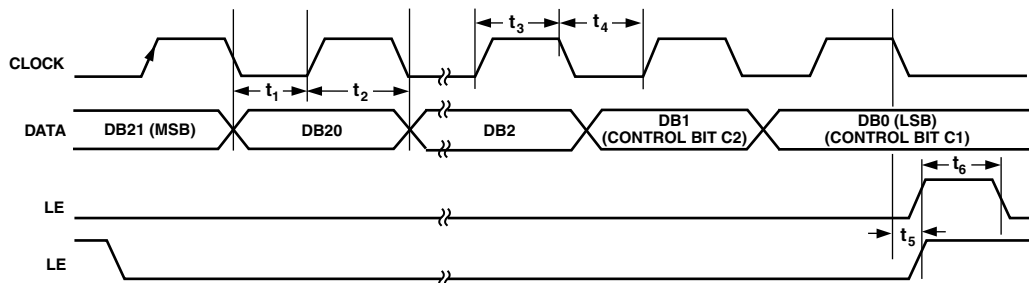 t3
t4
CLOCK
t1
t2
DATA
DB21 (MSB)
DB20
DB2
DB1
(CONTROL BIT C2)
DB0 (LSB)
(CONTROL BIT C1)
t6
LE
t5
LE